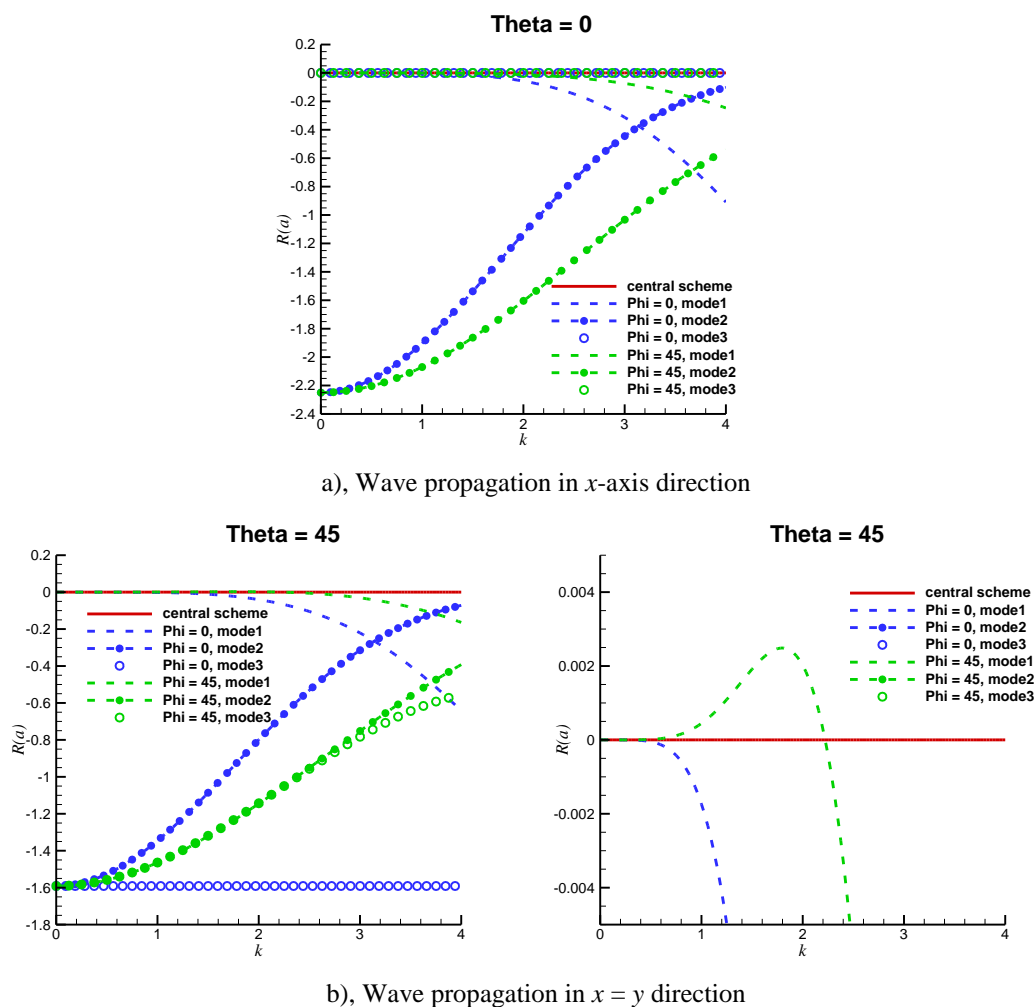 Theta = 0
0.2
0
-0.2
-0.4
-0.6
-0.8
-1
-1.2
-1.4
-1.6
-1.8
-2
-2.2
-2.4
R(a)
central scheme
Phi = 0, mode1
Phi = 0, mode2
Phi = 0, mode3
Phi = 45, mode1
Phi = 45, mode2
Phi = 45, mode3
0 1 2 3 4
k
a), Wave propagation in x-axis direction
Theta = 45
0.2
0
-0.2
-0.4
-0.6
-0.8
-1
-1.2
-1.4
-1.6
-1.8
R(a)
central scheme
Phi = 0, mode1
Phi = 0, mode2
Phi = 0, mode3
Phi = 45, mode1
Phi = 45, mode2
Phi = 45, mode3
0 1 2 3 4
k
Theta = 45
0.004
0.002
0
-0.002
-0.004
R(a)
central scheme
Phi = 0, mode1
Phi = 0, mode2
Phi = 0, mode3
Phi = 45, mode1
Phi = 45, mode2
Phi = 45, mode3
0 1 2 3 4
k
b), Wave propagation in x = y direction